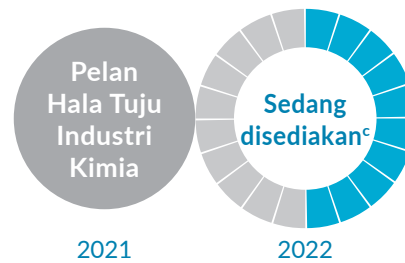 Pelan
Hala Tuju
Industri
Kimia
Sedang
disediakanᶜ
2021
2022